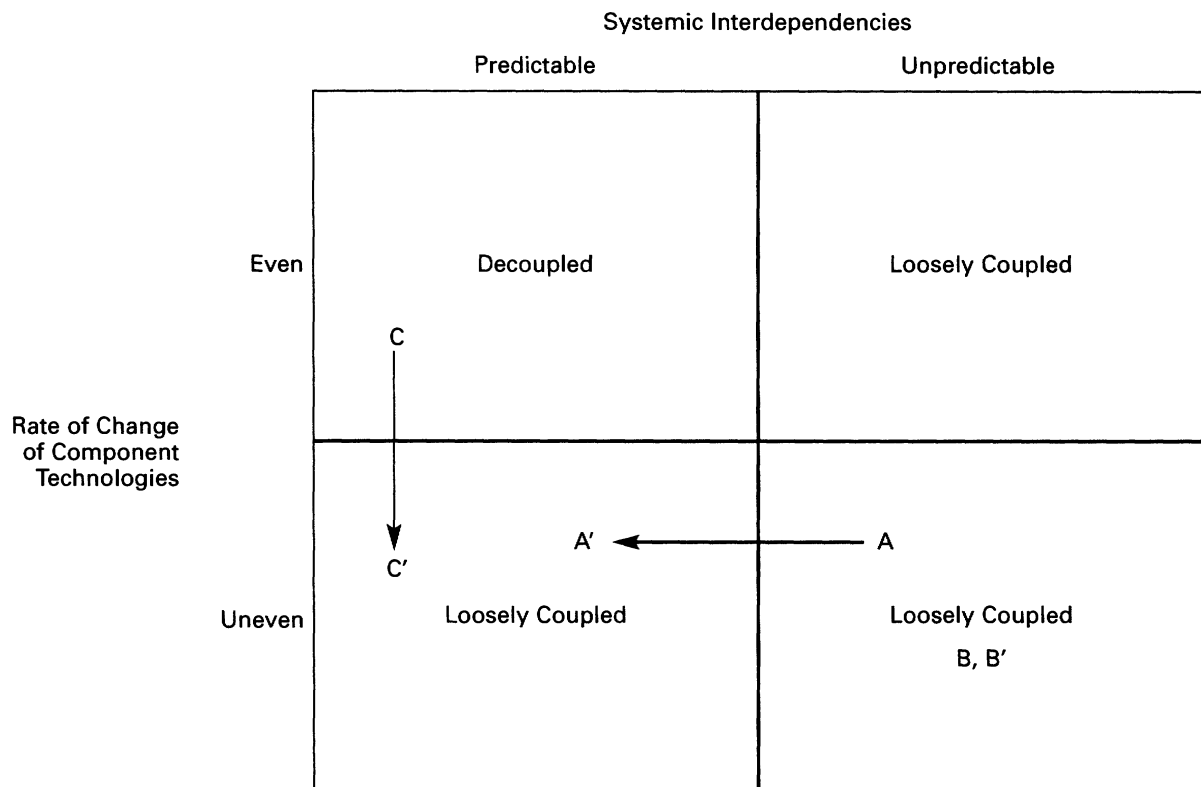 Systemic Interdependencies
Predictable
Unpredictable
Even
Decoupled
Loosely Coupled
C
Rate of Change
of Component
Technologies
A′
A
C′
Uneven
Loosely Coupled
Loosely Coupled
B, B′